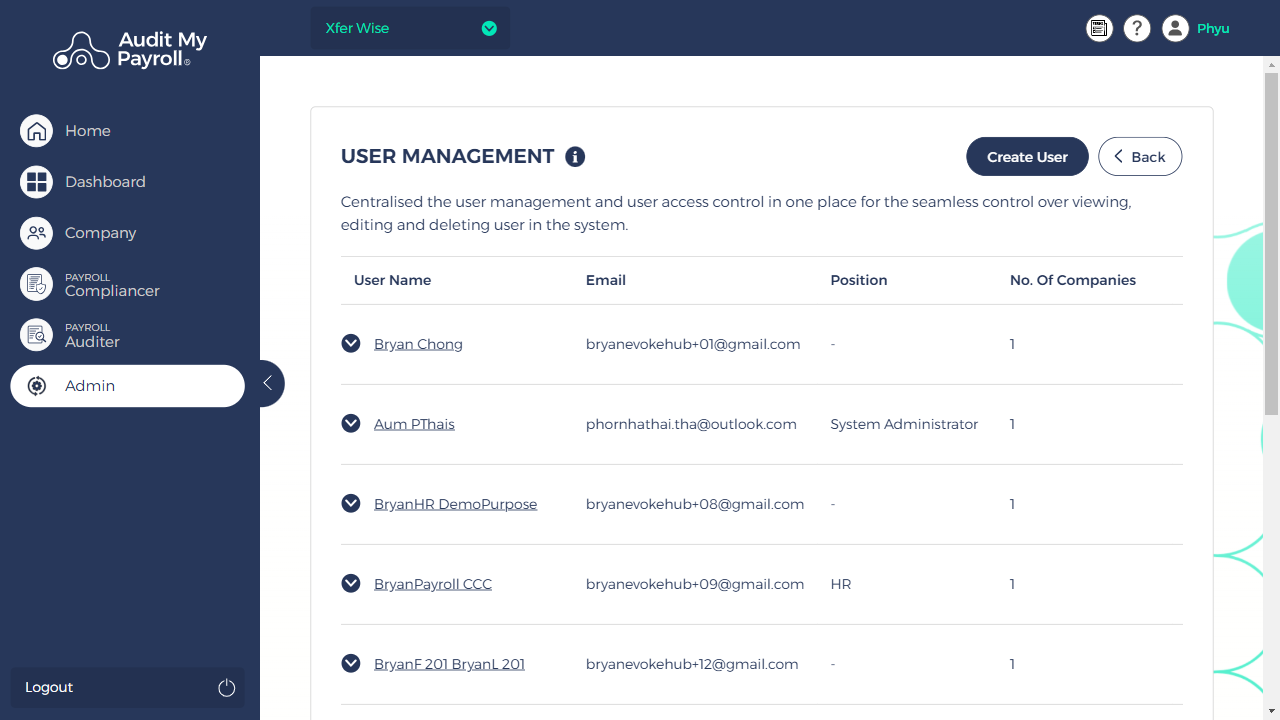 Audit My
Payroll®
Xfer Wise
?
Phyu
Home
Dashboard
Company
PAYROLL
Compliancer
PAYROLL
Auditer
Admin
Logout
USER MANAGEMENT
Create User
Back
Centralised the user management and user access control in one place for the seamless control over viewing,
editing and deleting user in the system.
User Name Email Position No. Of Companies
Bryan Chong bryanevokehub+01@gmail.com - 1
Aum PThais phornhathai.tha@outlook.com System Administrator 1
BryanHR DemoPurpose bryanevokehub+08@gmail.com - 1
BryanPayroll CCC bryanevokehub+09@gmail.com HR 1
BryanF 201 BryanL 201 bryanevokehub+12@gmail.com - 1